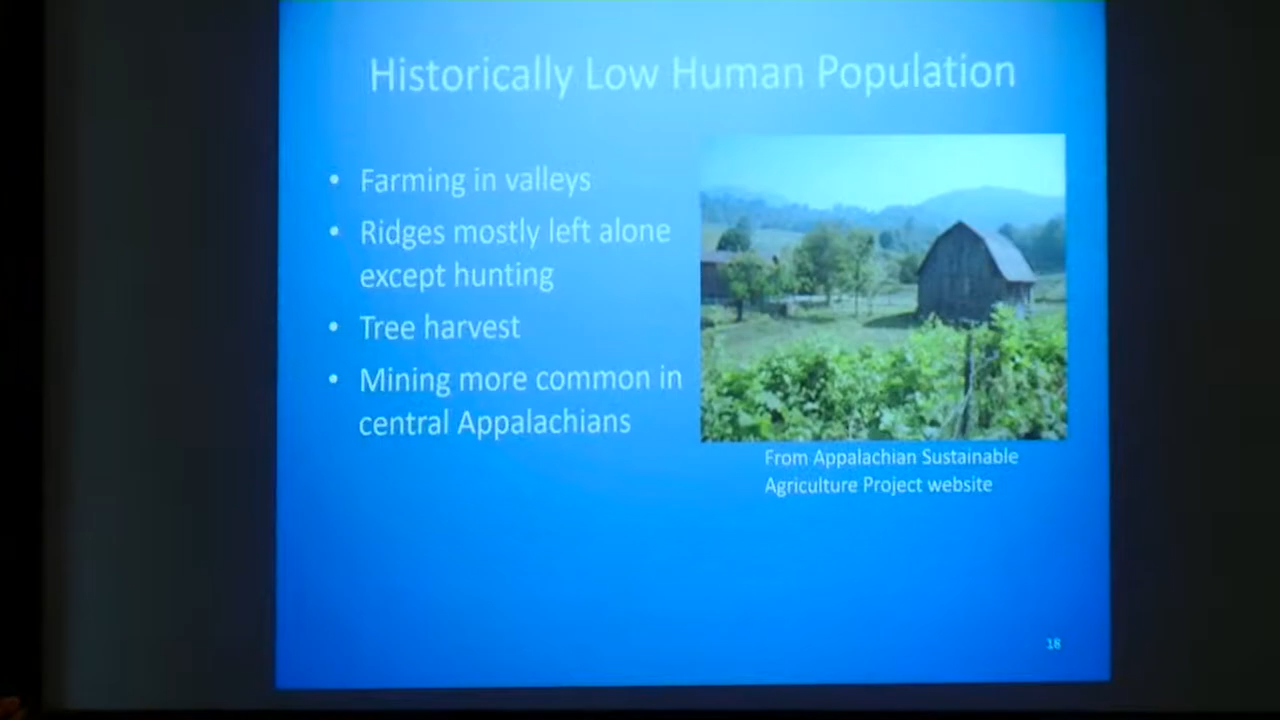 Historically Low Human Population
• Farming in valleys
• Ridges mostly left alone
except hunting
• Tree harvest
• Mining more common in
central Appalachians
From Appalachian Sustainable
Agriculture Project website
18